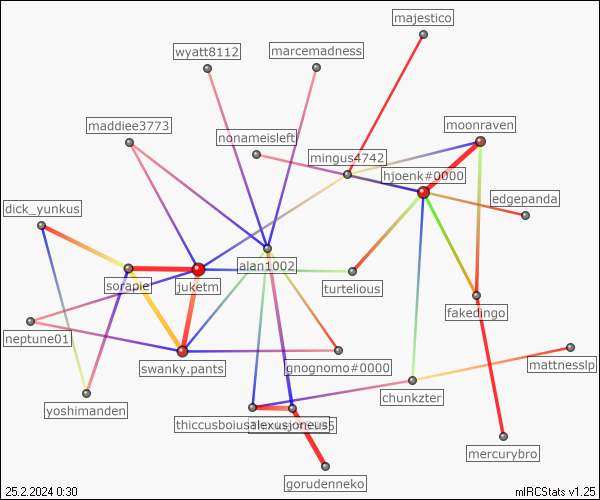 majestico
wyatt8112
marcemadness
maddiee3773
moonraven
nonameisleft
mingus4742
hjoenk#0000
edgepanda
dick_yunkus
alan1002
sorapie
juketm
turtelious
fakedingo
neptune01
swanky.pants
gnognomo#0000
mattnesslp
chunkzter
yoshimanden
thiccusboiusalexusjoneus
mercurybro
gorudenneko
25.2.2024 0:30
mIRCStats v1.25